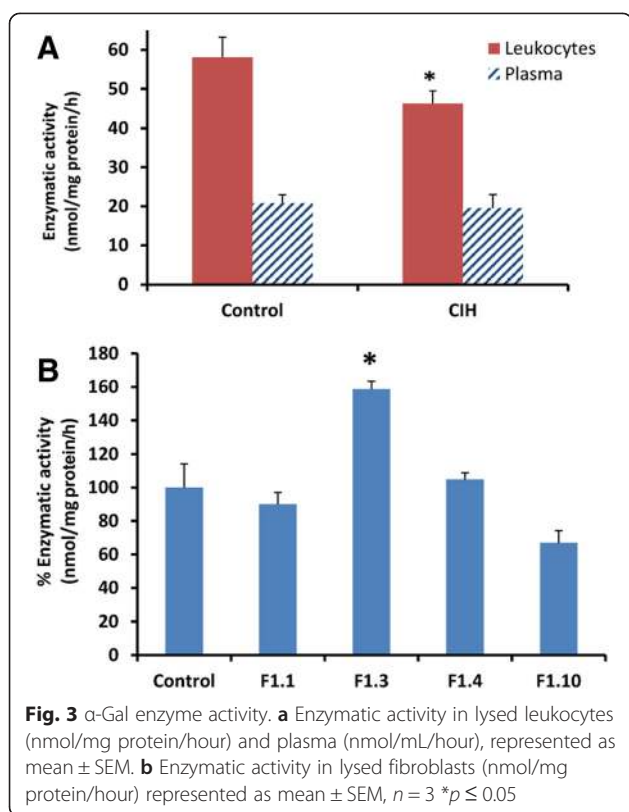 A
Enzymatic activity
(nmol/mg protein/h)
60
50
40
30
20
10
0
*
Leukocytes
Plasma
Control CIH
B
% Enzymatic activity
(nmol/mg protein/h)
180
160
140
120
100
80
60
40
20
0
*
Control F1.1 F1.3 F1.4 F1.10
Fig. 3 α-Gal enzyme activity. a Enzymatic activity in lysed leukocytes
(nmol/mg protein/hour) and plasma (nmol/mL/hour), represented as
mean ± SEM. b Enzymatic activity in lysed fibroblasts (nmol/mg
protein/hour) represented as mean ± SEM, n = 3 *p ≤ 0.05